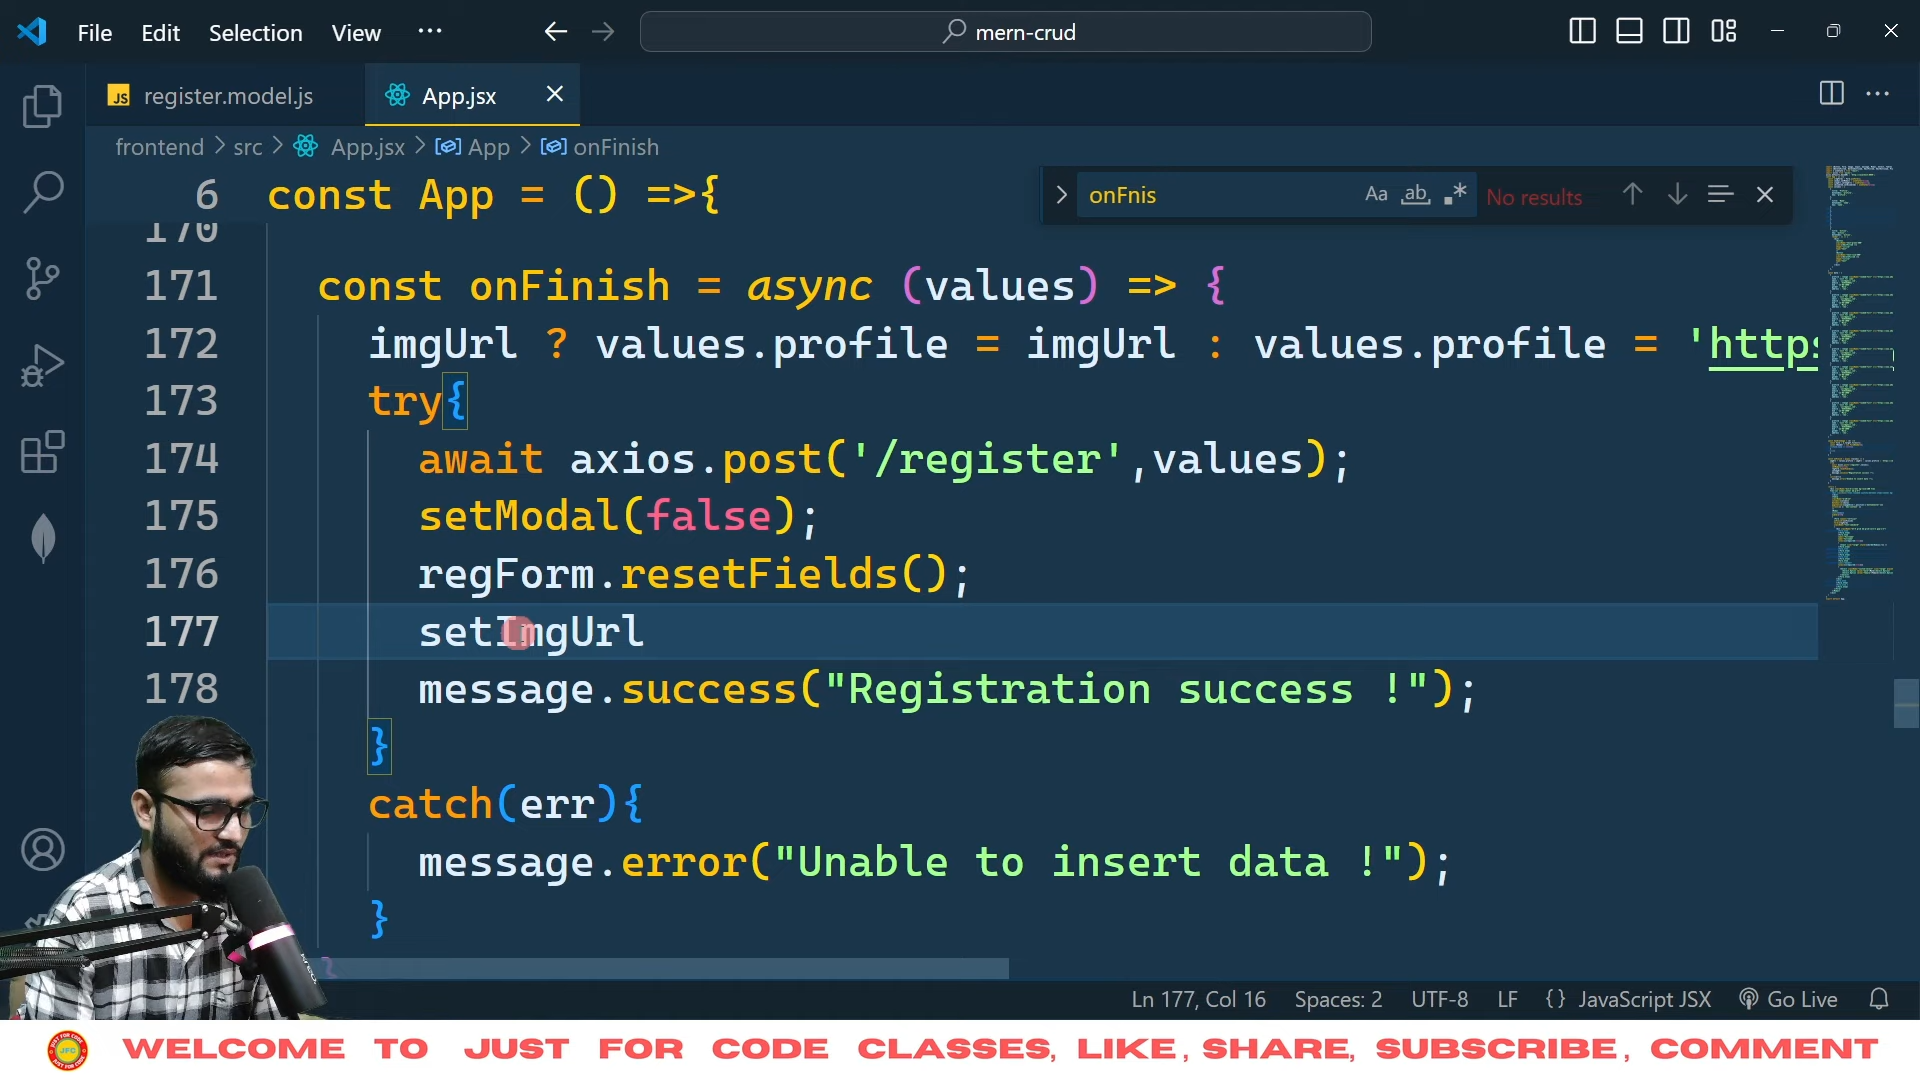 File Edit Selection View ··· mern-crud
JS register.model.js App.jsx
frontend > src > App.jsx > App > onFinish
onFnis Aa ab No results
6 const App = () =>{
170
171 const onFinish = async (values) => {
172 imgUrl ? values.profile = imgUrl : values.profile = 'https
173 try{
174 await axios.post('/register',values);
175 setModal(false);
176 regForm.resetFields();
177 setImgUrl
178 message.success("Registration success !");
}
catch(err){
message.error("Unable to insert data !");
}
}
Ln 177, Col 16 Spaces: 2 UTF-8 LF {} JavaScript JSX Go Live
WELCOME TO JUST FOR CODE CLASSES, LIKE, SHARE, SUBSCRIBE, COMMENT